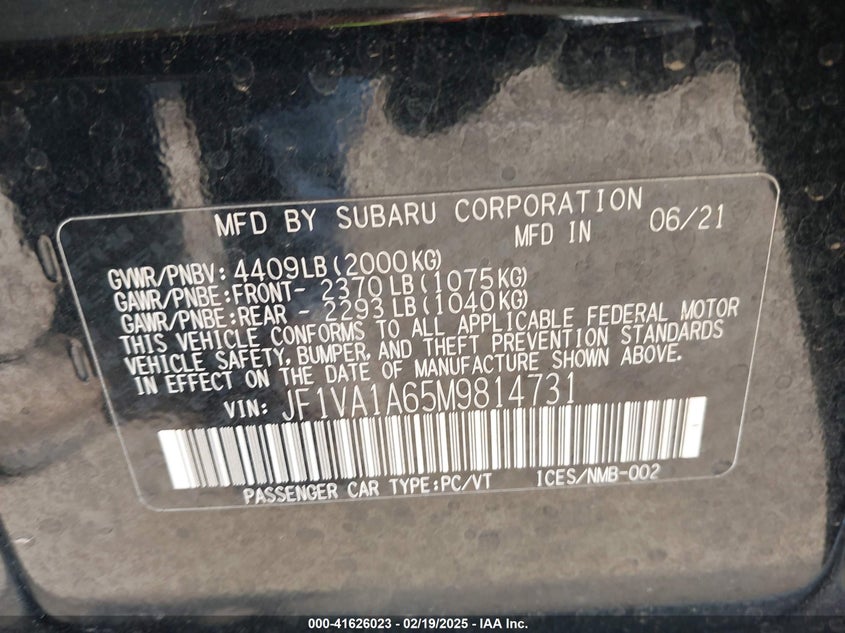 MFD BY SUBARU CORPORATION
MFD IN 06/21
GVWR/PNBV: 4409LB(2000KG)
GAWR/PNBE:FRONT- 2370LB(1075KG)
GAWR/PNBE:REAR - 2293LB(1040KG)
THIS VEHICLE CONFORMS TO ALL APPLICABLE FEDERAL MOTOR
VEHICLE SAFETY, BUMPER, AND THEFT PREVENTION STANDARDS
IN EFFECT ON THE DATE OF MANUFACTURE SHOWN ABOVE.
VIN: JF1VA1A65M9814731
PASSENGER CAR TYPE:PC/VT 1CES/NMB-002
000-41626023 - 02/19/2025 - IAA Inc.